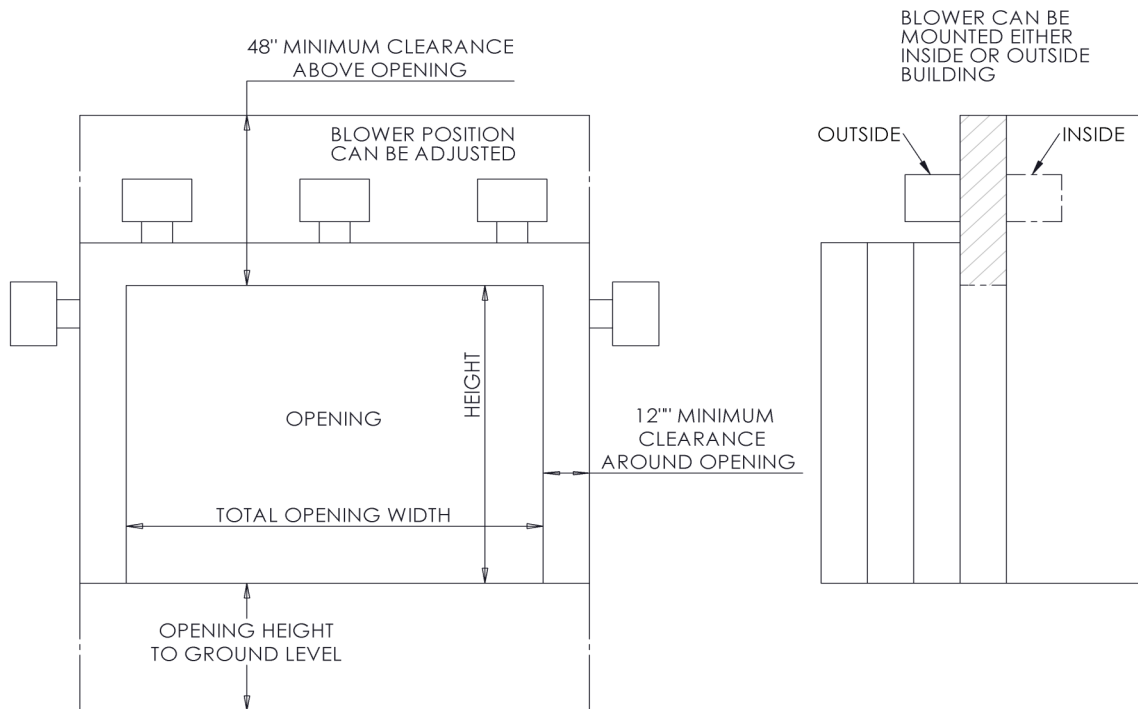 48" MINIMUM CLEARANCE
ABOVE OPENING
BLOWER POSITION
CAN BE ADJUSTED
HEIGHT
OPENING
12"" MINIMUM
CLEARANCE
AROUND OPENING
TOTAL OPENING WIDTH
OPENING HEIGHT
TO GROUND LEVEL
BLOWER CAN BE
MOUNTED EITHER
INSIDE OR OUTSIDE
BUILDING
OUTSIDE
INSIDE